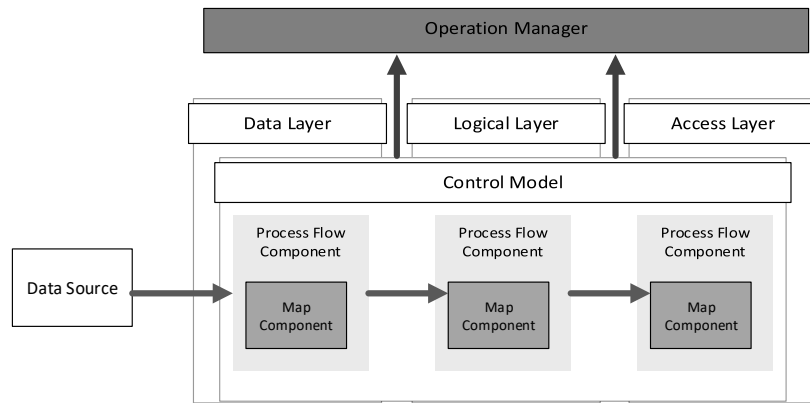 Operation Manager
Data Layer
Logical Layer
Access Layer
Control Model
Process Flow
Component
Process Flow
Component
Process Flow
Component
Data Source
Map
Component
Map
Component
Map
Component